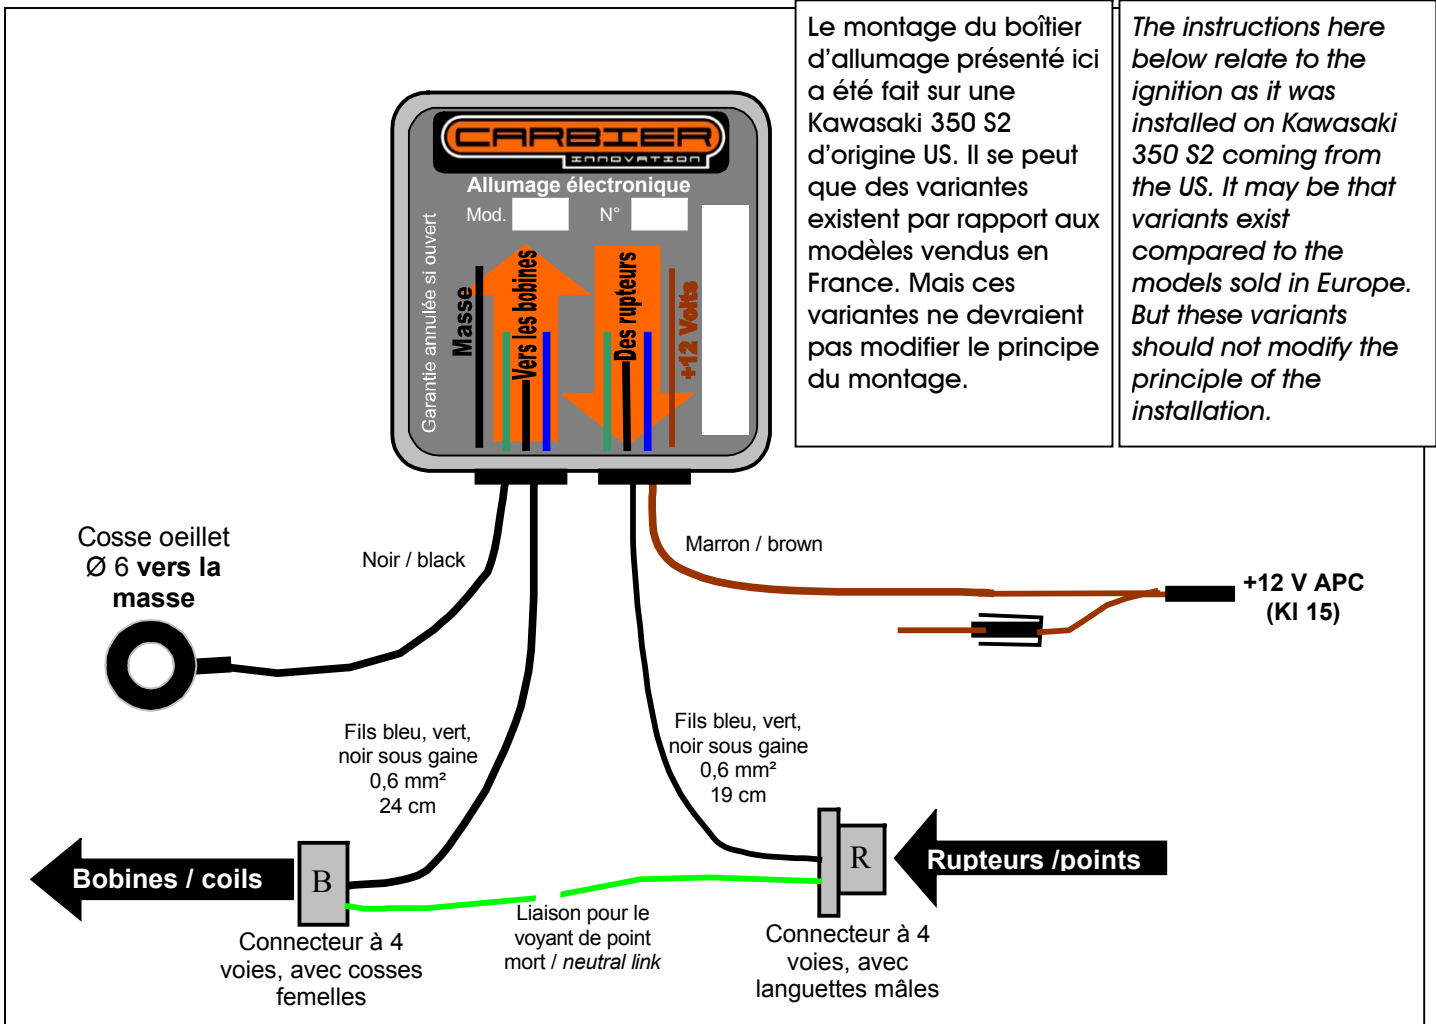 Le montage du boîtier
d'allumage présenté ici
a été fait sur une
Kawasaki 350 S2
d'origine US. Il se peut
que des variantes
existent par rapport aux
modèles vendus en
France. Mais ces
variantes ne devraient
pas modifier le principe
du montage.
The instructions here
below relate to the
ignition as it was
installed on Kawasaki
350 S2 coming from
the US. It may be that
variants exist
compared to the
models sold in Europe.
But these variants
should not modify the
principle of the
installation.
CARBIER
INNOVATION
Allumage électronique
Mod.
N°
Garantie annulée si ouvert
Masse
Vers les bobines
Des rupteurs
+12 Volts
Cosse oeillet
Ø 6 vers la
masse
Noir / black
Marron / brown
+12 V APC
(Kl 15)
Fils bleu, vert,
noir sous gaine
0,6 mm²
24 cm
Fils bleu, vert,
noir sous gaine
0,6 mm²
19 cm
Bobines / coils
B
R
Rupteurs /points
Connecteur à 4
voies, avec cosses
femelles
Liaison pour le
voyant de point
mort / neutral link
Connecteur à 4
voies, avec
languettes mâles